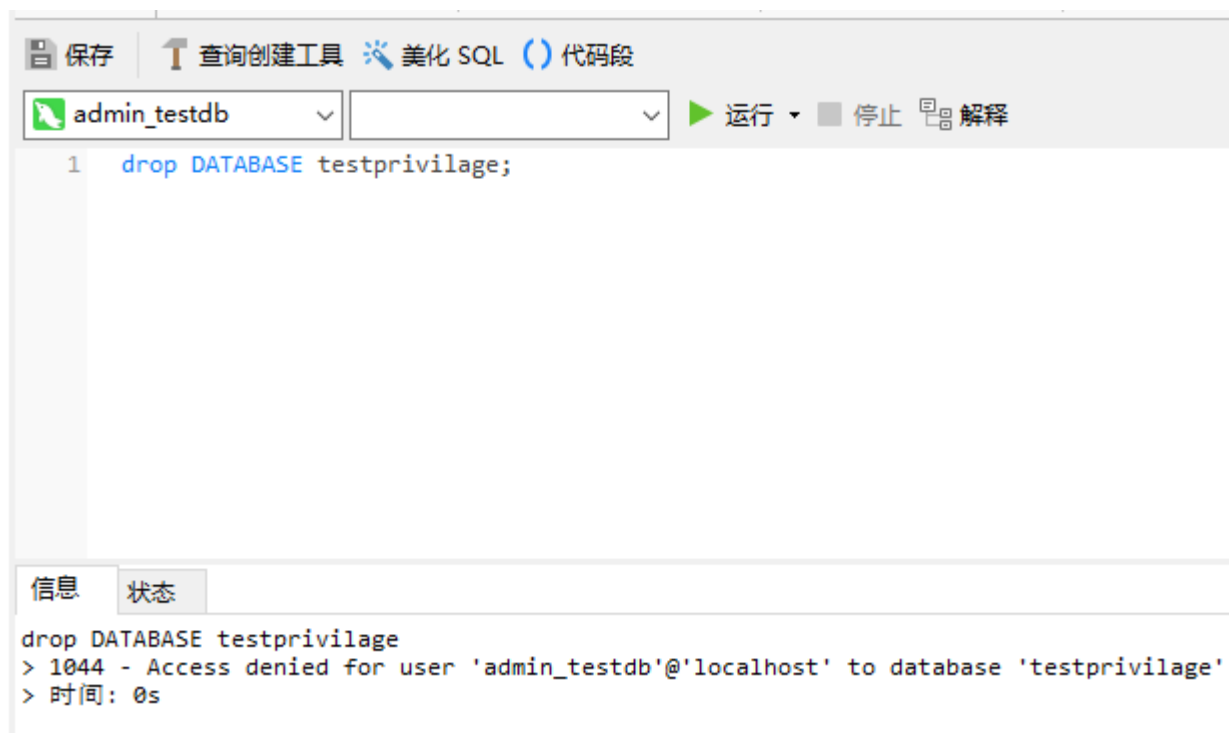 保存 查询创建工具 美化 SQL () 代码段
admin_testdb 运行 停止 解释
1 drop DATABASE testprivilage;
信息 状态
drop DATABASE testprivilage
> 1044 - Access denied for user 'admin_testdb'@'localhost' to database 'testprivilage'
> 时间: 0s